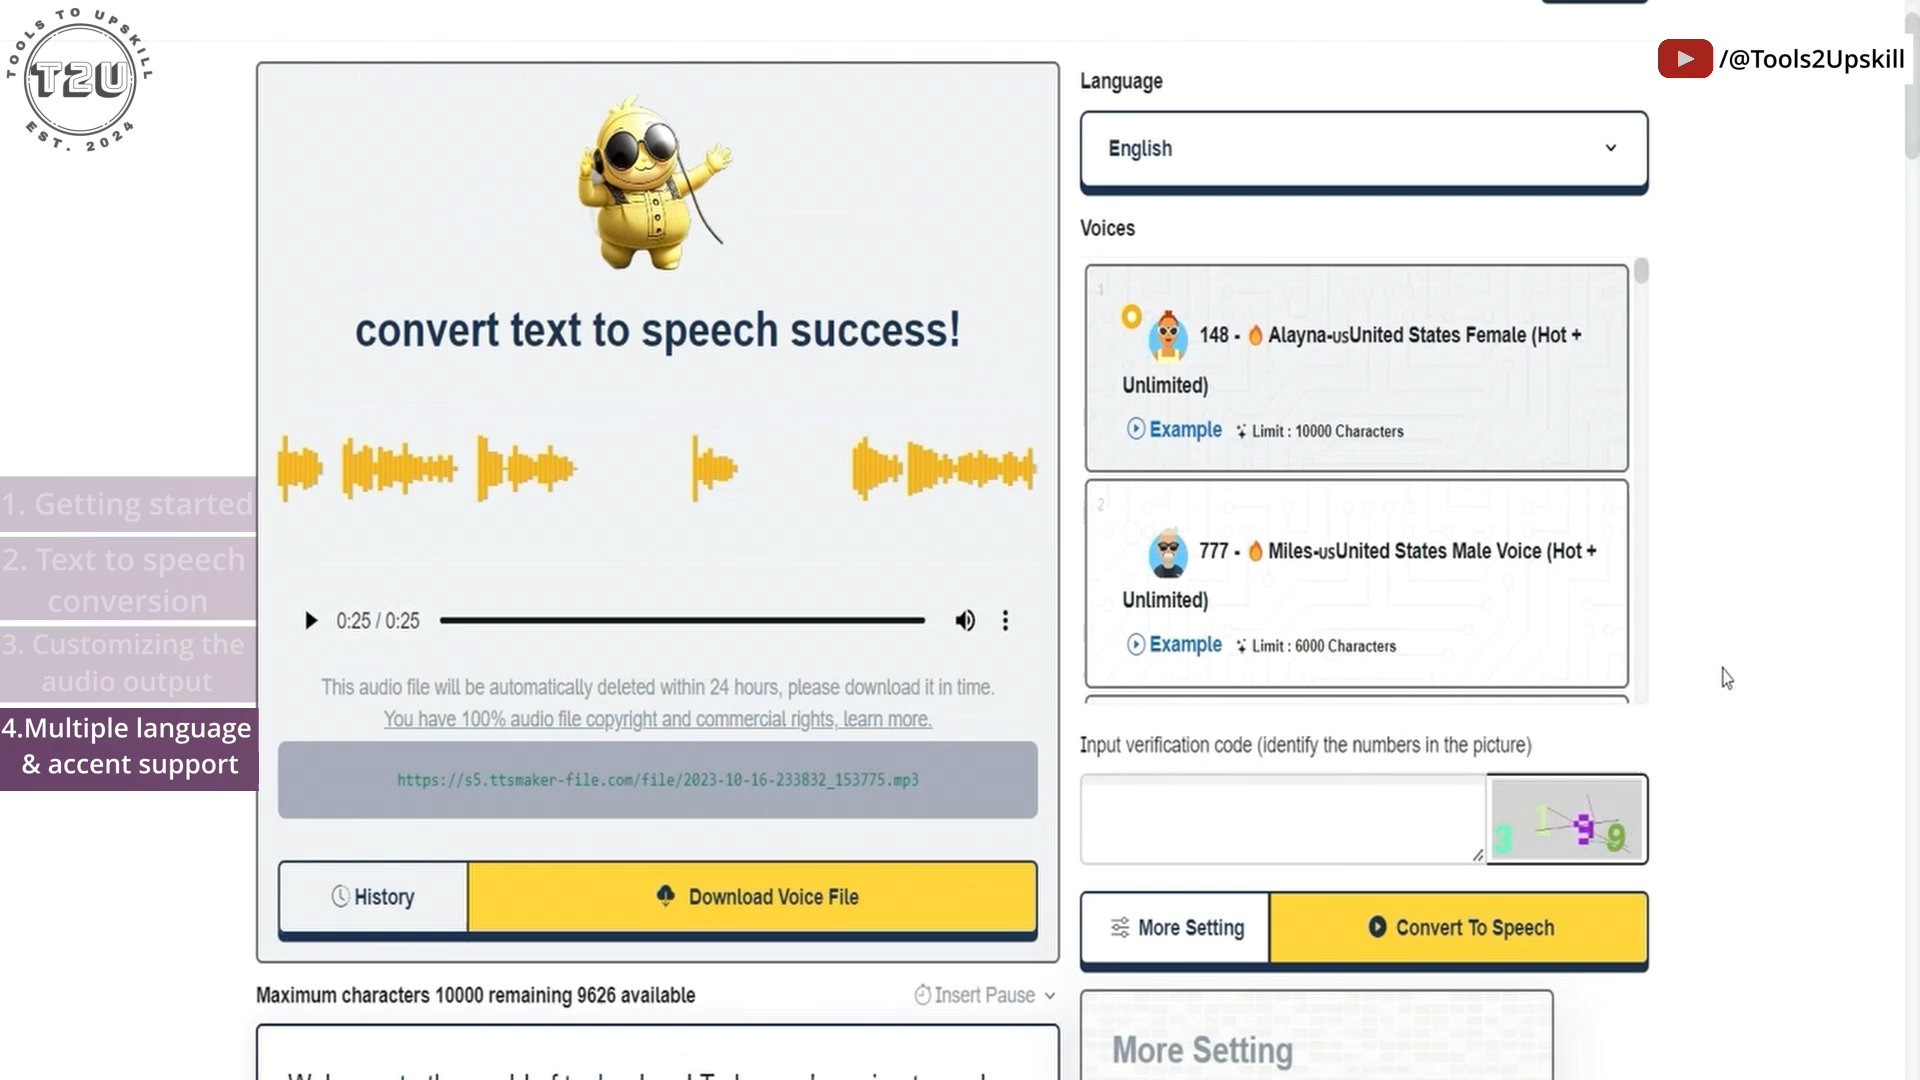 TOOLS TO UPSKILL
T2U
EST. 2024
/@Tools2Upskill
1. Getting started
2. Text to speech
conversion
3. Customizing the
audio output
4.Multiple language
& accent support
convert text to speech success!
0:25 / 0:25
This audio file will be automatically deleted within 24 hours, please download it in time.
You have 100% audio file copyright and commercial rights, learn more.
https://s5.ttsmaker-file.com/file/2023-10-16-233832_153775.mp3
History
Download Voice File
Maximum characters 10000 remaining 9626 available
Insert Pause
Language
English
Voices
1
148 - 🔥 Alayna-usUnited States Female (Hot +
Unlimited)
Example
Limit : 10000 Characters
2
777 - 🔥 Miles-usUnited States Male Voice (Hot +
Unlimited)
Example
Limit : 6000 Characters
Input verification code (identify the numbers in the picture)
More Setting
Convert To Speech
More Setting